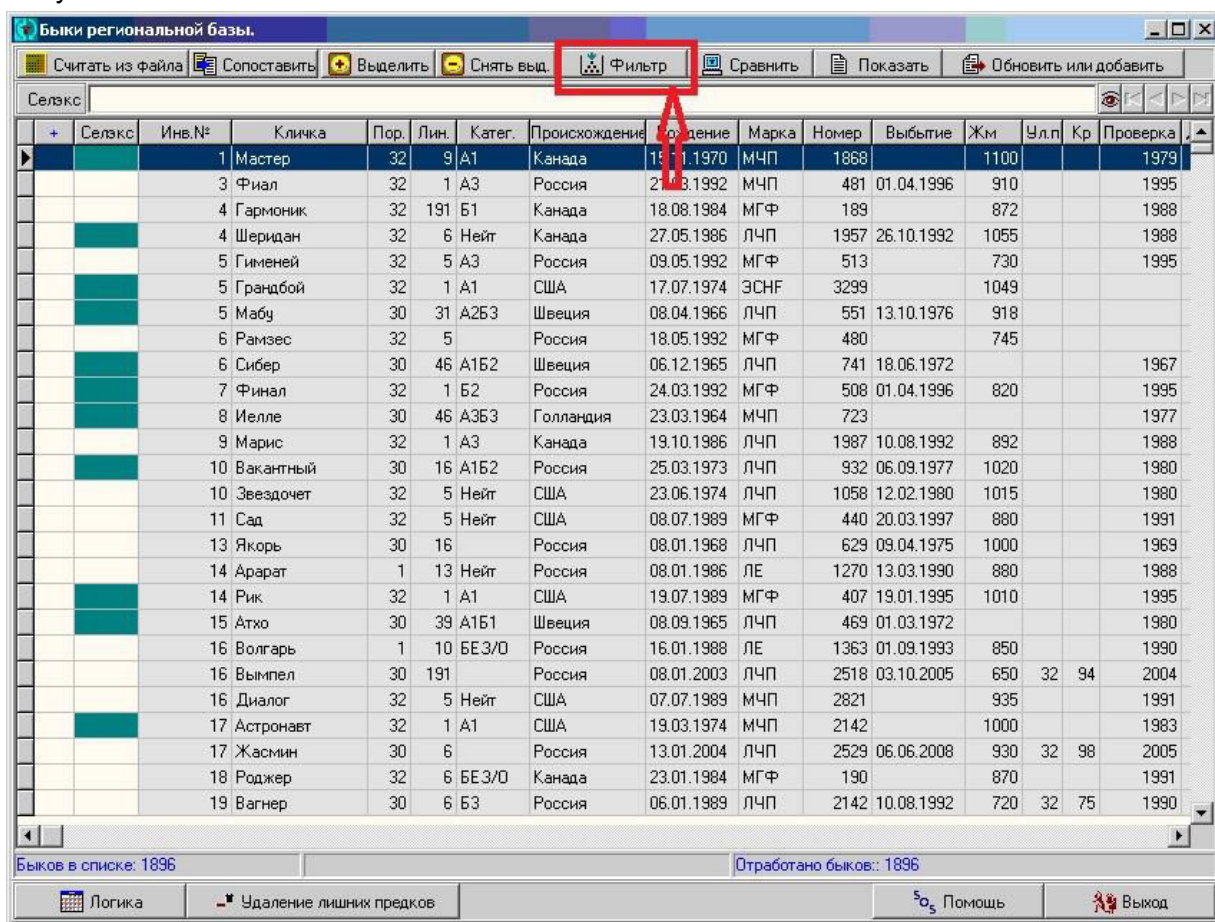 Быки региональной базы.
Считать из файла Сопоставить Выделить Снять выд. Фильтр Сравнить Показать Обновить или добавить
Селэкс
+ Селэкс Инв.№ Кличка Пор. Лин. Катег. Происхождение Марка Номер Выбытие Жм Ул.п Кр Проверка
1 Мастер 32 9 А1 Канада МЧП 1868 1100 1979
3 Фиал 32 1 А3 Россия МЧП 481 01.04.1996 910 1995
4 Гармоник 32 191 Б1 Канада 18.08.1984 МГФ 189 872 1988
4 Шеридан 32 6 Нейт Канада 27.05.1986 ЛЧП 1957 26.10.1992 1055 1988
5 Гименей 32 5 А3 Россия 09.05.1992 МГФ 513 730 1995
5 Грандбой 32 1 А1 США 17.07.1974 ЭСНF 3299 1049
5 Мабу 30 31 А2Б3 Швеция 08.04.1966 ЛЧП 551 13.10.1976 918
6 Рамзес 32 5 Россия 18.05.1992 МГФ 480 745
6 Сибер 30 46 А1Б2 Швеция 06.12.1965 ЛЧП 741 18.06.1972 1967
7 Финал 32 1 Б2 Россия 24.03.1992 МГФ 508 01.04.1996 820 1995
8 Иелле 30 46 А3Б3 Голландия 23.03.1964 МЧП 723 1977
9 Марис 32 1 А3 Канада 19.10.1986 ЛЧП 1987 10.08.1992 892 1988
10 Вакантный 30 16 А1Б2 Россия 25.03.1973 ЛЧП 932 06.09.1977 1020 1980
10 Звездочет 32 5 Нейт США 23.06.1974 ЛЧП 1058 12.02.1980 1015 1980
11 Сад 32 5 Нейт США 08.07.1989 МГФ 440 20.03.1997 880 1991
13 Якорь 30 16 Россия 08.01.1968 ЛЧП 629 09.04.1975 1000 1969
14 Арарат 1 13 Нейт Россия 08.01.1986 ЛЕ 1270 13.03.1990 880 1988
14 Рик 32 1 А1 США 19.07.1989 МГФ 407 19.01.1995 1010 1995
15 Атхо 30 39 А1Б1 Швеция 08.09.1965 ЛЧП 469 01.03.1972 1980
16 Волгарь 1 10 БЕЗ/О Россия 16.01.1988 ЛЕ 1363 01.09.1993 850 1990
16 Вымпел 30 191 Россия 08.01.2003 ЛЧП 2518 03.10.2005 650 32 94 2004
16 Диалог 32 5 Нейт США 07.07.1989 МЧП 2821 935 1991
17 Астронавт 32 1 А1 США 19.03.1974 МЧП 2142 1000 1983
17 Жасмин 30 6 Россия 13.01.2004 ЛЧП 2529 06.06.2008 930 32 98 2005
18 Роджер 32 6 БЕЗ/О Канада 23.01.1984 МГФ 190 870 1991
19 Вагнер 30 6 Б3 Россия 06.01.1989 ЛЧП 2142 10.08.1992 720 32 75 1990
Быков в списке: 1896 Отработано быков:: 1896
Логика Удаление лишних предков Помощь Выход